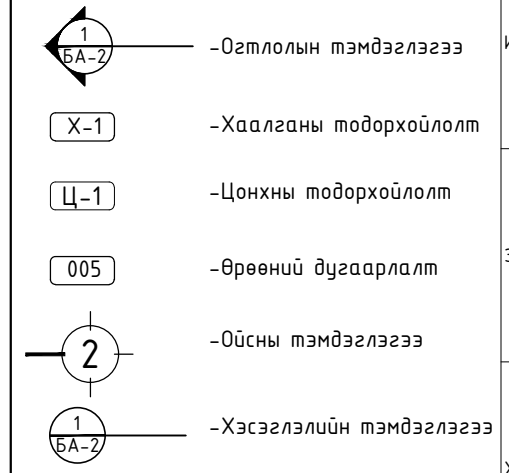 1
БА-2
-Огтлолын тэмдэглэгээ
Х-1
-Хаалганы тодорхойлолт
Ц-1
-Цонхны тодорхойлолт
005
-Өрөөний дугаарлалт
2
-Ойсны тэмдэглэгээ
1
БА-2
-Хэсэглэлийн тэмдэглэгээ